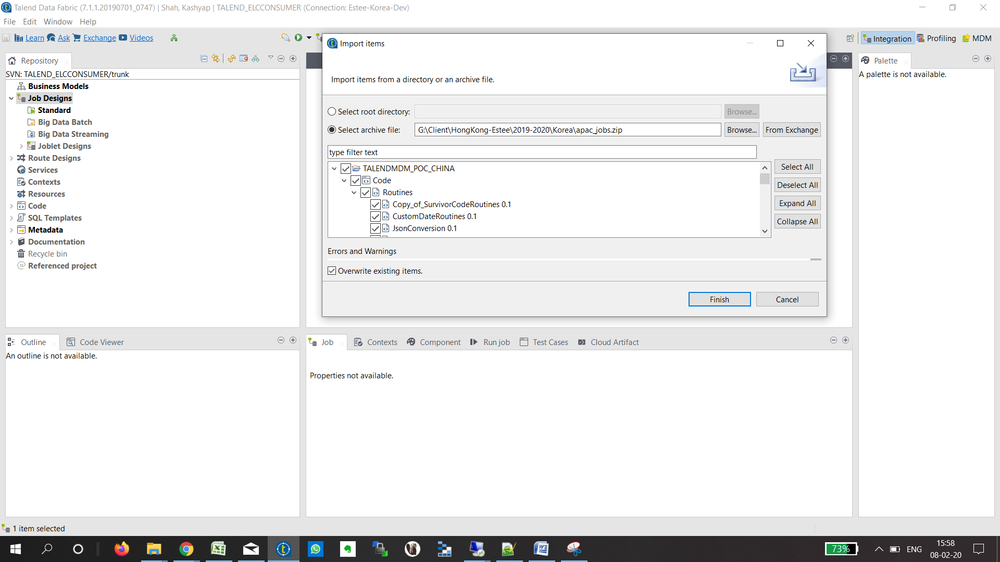 Talend Data Fabric (7.1.1.20190701_0747) | Shah, Kashyap | TALEND_ELCCONSUMER (Connection: Estee-Korea-Dev)
File Edit Window Help
Learn Ask Exchange Videos
Integration Profiling MDM
Repository
SVN: TALEND_ELCCONSUMER/trunk
Business Models
Job Designs
Standard
Big Data Batch
Big Data Streaming
Joblet Designs
Route Designs
Services
Contexts
Resources
Code
SQL Templates
Metadata
Documentation
Recycle bin
Referenced project
Import items
Import items from a directory or an archive file.
Select root directory: Browse...
Select archive file: G:\Client\HongKong-Estee\2019-2020\Korea\apac_jobs.zip Browse... From Exchange
type filter text
TALENDMDM_POC_CHINA
Code
Routines
Copy_of_SurvivorCodeRoutines 0.1
CustomDateRoutines 0.1
JsonConversion 0.1
Select All
Deselect All
Expand All
Collapse All
Errors and Warnings
Overwrite existing items.
Finish Cancel
Palette
A palette is not available.
Outline Code Viewer
An outline is not available.
Job Contexts Component Run job Test Cases Cloud Artifact
Properties not available.
1 item selected
73% ENG 15:58
08-02-20